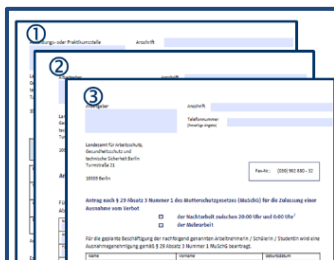 ①
Ausbildungs- oder Praktikumsstelle Anschrift
②
Arbeitgeber Anschrift
③
Arbeitgeber Anschrift
Telefonnummer
Landesamt für Arbeitsschutz,
Gesundheitsschutz und
technische Sicherheit Berlin
Turmstraße 21
10559 Berlin
Fax-Nr.: (030) 902 880 - 32
Antrag nach § 29 Absatz 3 Nummer 1 des Mutterschutzgesetzes (MuSchG) für die Zulassung einer
Ausnahme vom Verbot
der Nachtarbeit zwischen 20:00 Uhr und 6:00 Uhr
der Mehrarbeit
Für die geplante Beschäftigung der nachfolgend genannten Arbeitnehmerin / Schülerin / Studentin wird eine
Ausnahmegenehmigung gemäß § 29 Absatz 3 Nummer 1 MuSchG beantragt.
Name Vorname Geburtsdatum